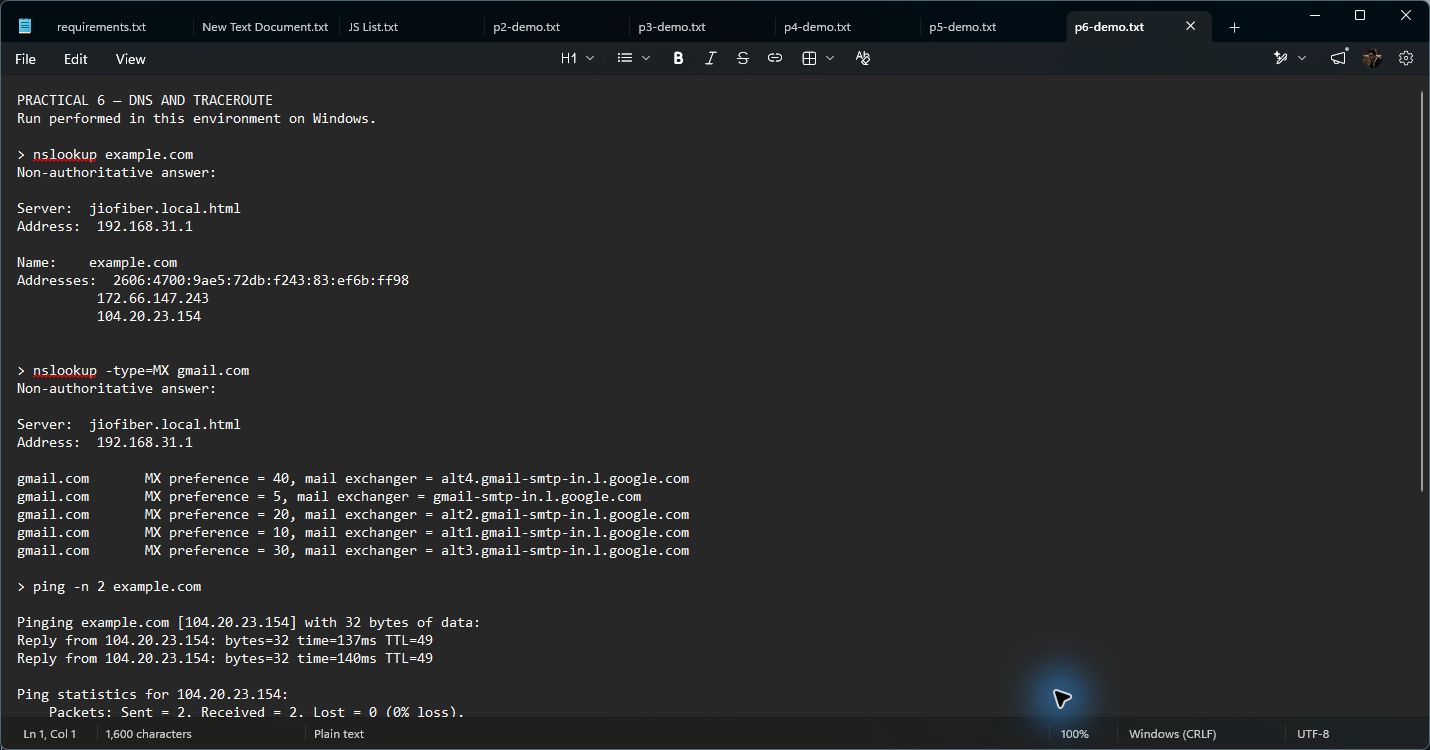 requirements.txt New Text Document.txt JS List.txt p2-demo.txt p3-demo.txt p4-demo.txt p5-demo.txt p6-demo.txt
File Edit View H1 B I S
PRACTICAL 6 — DNS AND TRACEROUTE
Run performed in this environment on Windows.
> nslookup example.com
Non-authoritative answer:
Server:  jiofiber.local.html
Address:  192.168.31.1
Name:    example.com
Addresses:  2606:4700:9ae5:72db:f243:83:ef6b:ff98
172.66.147.243
104.20.23.154
> nslookup -type=MX gmail.com
Non-authoritative answer:
Server:  jiofiber.local.html
Address:  192.168.31.1
gmail.com       MX preference = 40, mail exchanger = alt4.gmail-smtp-in.l.google.com
gmail.com       MX preference = 5, mail exchanger = gmail-smtp-in.l.google.com
gmail.com       MX preference = 20, mail exchanger = alt2.gmail-smtp-in.l.google.com
gmail.com       MX preference = 10, mail exchanger = alt1.gmail-smtp-in.l.google.com
gmail.com       MX preference = 30, mail exchanger = alt3.gmail-smtp-in.l.google.com
> ping -n 2 example.com
Pinging example.com [104.20.23.154] with 32 bytes of data:
Reply from 104.20.23.154: bytes=32 time=137ms TTL=49
Reply from 104.20.23.154: bytes=32 time=140ms TTL=49
Ping statistics for 104.20.23.154:
Packets: Sent = 2, Received = 2, Lost = 0 (0% loss),
Ln 1, Col 1 1,600 characters Plain text 100% Windows (CRLF) UTF-8